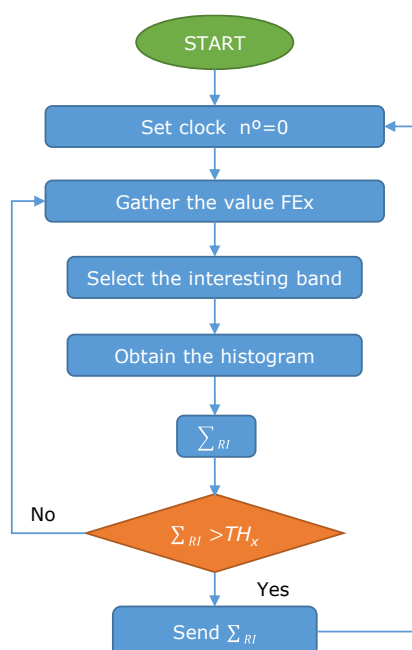 START
Set clock nº=0
Gather the value FEx
Select the interesting band
Obtain the histogram
∑RI
No
∑RI >THx
Yes
Send ∑RI